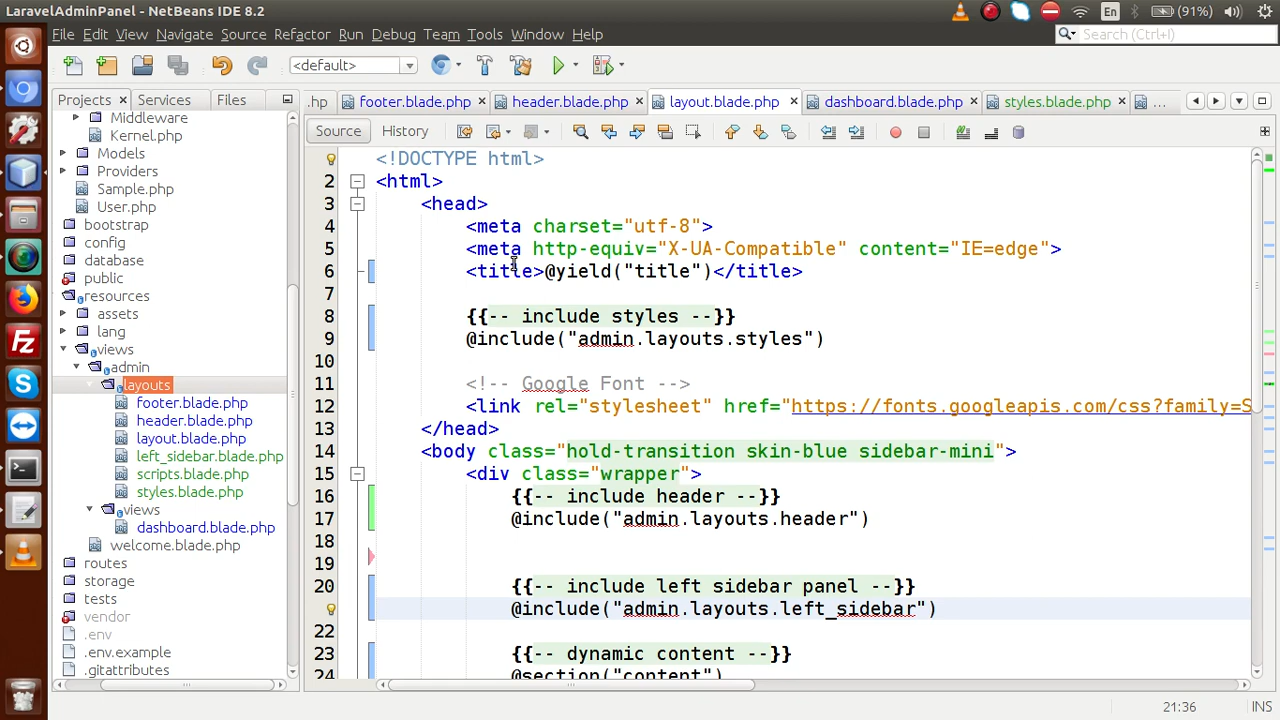 LaravelAdminPanel - NetBeans IDE 8.2
En
(91%)
File Edit View Navigate Source Refactor Run Debug Team Tools Window Help
Search (Ctrl+I)
<default>
Projects Services Files
.hp footer.blade.php header.blade.php layout.blade.php dashboard.blade.php styles.blade.php ...
Source History
Middleware
Kernel.php
Models
Providers
Sample.php
User.php
bootstrap
config
database
public
resources
assets
lang
views
admin
layouts
footer.blade.php
header.blade.php
layout.blade.php
left_sidebar.blade.php
scripts.blade.php
styles.blade.php
views
dashboard.blade.php
welcome.blade.php
routes
storage
tests
vendor
.env
.env.example
.gitattributes
<!DOCTYPE html>
2 <html>
3 <head>
4 <meta charset="utf-8">
5 <meta http-equiv="X-UA-Compatible" content="IE=edge">
6 <title>@yield("title")</title>
7
8 {{-- include styles --}}
9 @include("admin.layouts.styles")
10
11 <!-- Google Font -->
12 <link rel="stylesheet" href="https://fonts.googleapis.com/css?family=S
13 </head>
14 <body class="hold-transition skin-blue sidebar-mini">
15 <div class="wrapper">
16 {{-- include header --}}
17 @include("admin.layouts.header")
18
19
20 {{-- include left sidebar panel --}}
@include("admin.layouts.left_sidebar")
22
23 {{-- dynamic content --}}
24 @section("content")
21:36 INS